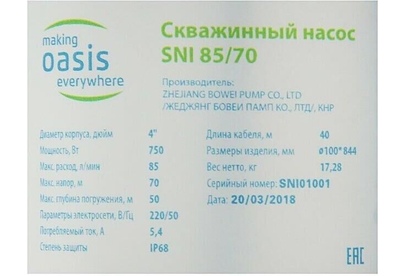 making
oasis
everywhere
Скважинный насос
SNI 85/70
Производитель:
ZHEJIANG BOWEI PUMP CO., LTD
/ЖЕДЖЯНГ БОВЕИ ПАМП КО., ЛТД/, КНР
Диаметр корпуса, дюйм 4"
Мощность, Вт 750
Макс. расход, л/мин 85
Макс. напор, м 70
Макс глубина погружения, м 50
Параметры электросети, В/Гц 220/50
Потребляемый ток, А 5,4
Степень защиты IP68
Длина кабеля, м 40
Размеры изделия, мм ø100*844
Вес нетто, кг 17,28
Серийный номер: SNI01001
Дата: 20/03/2018
EAC